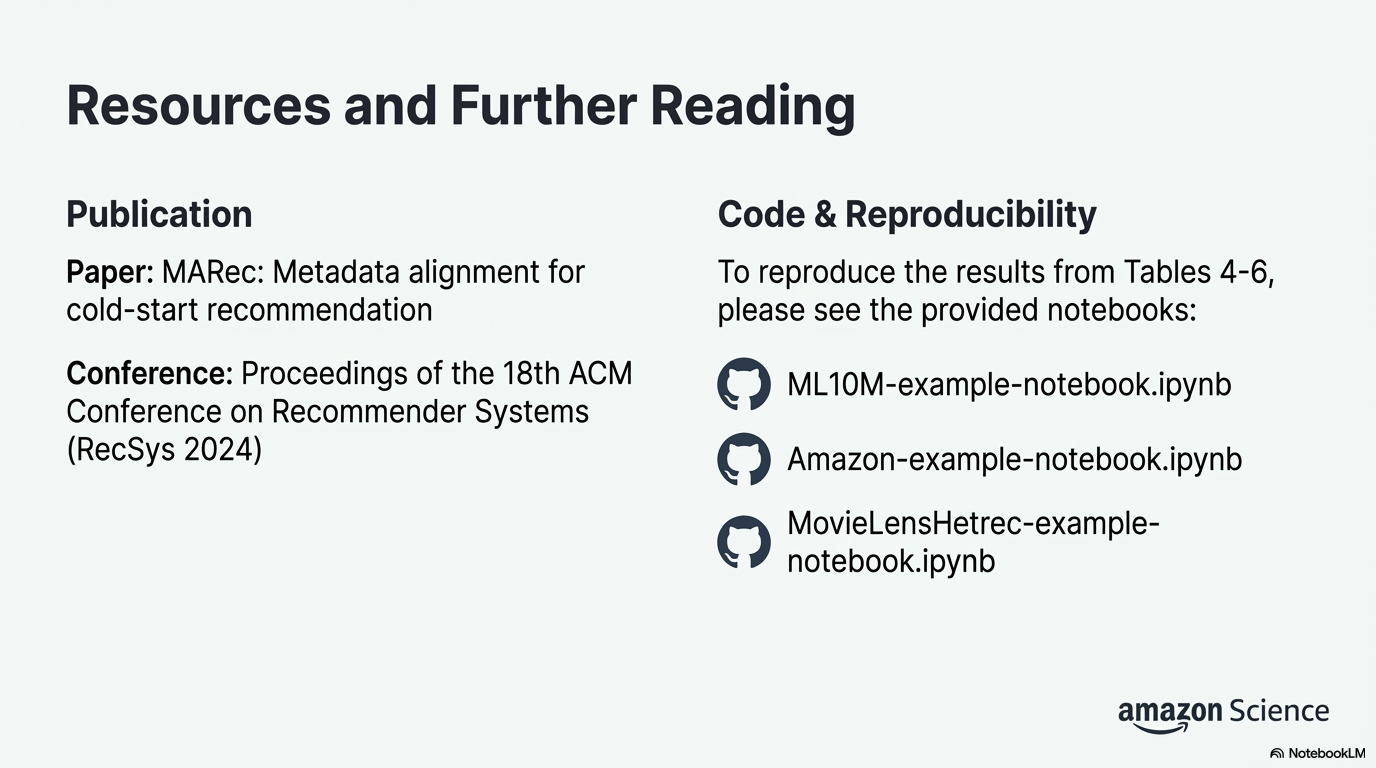 Resources and Further Reading
Publication
Paper: MARec: Metadata alignment for
cold-start recommendation
Conference: Proceedings of the 18th ACM
Conference on Recommender Systems
(RecSys 2024)
Code & Reproducibility
To reproduce the results from Tables 4-6,
please see the provided notebooks:
ML10M-example-notebook.ipynb
Amazon-example-notebook.ipynb
MovieLensHetrec-example-
notebook.ipynb
amazon Science
NotebookLM